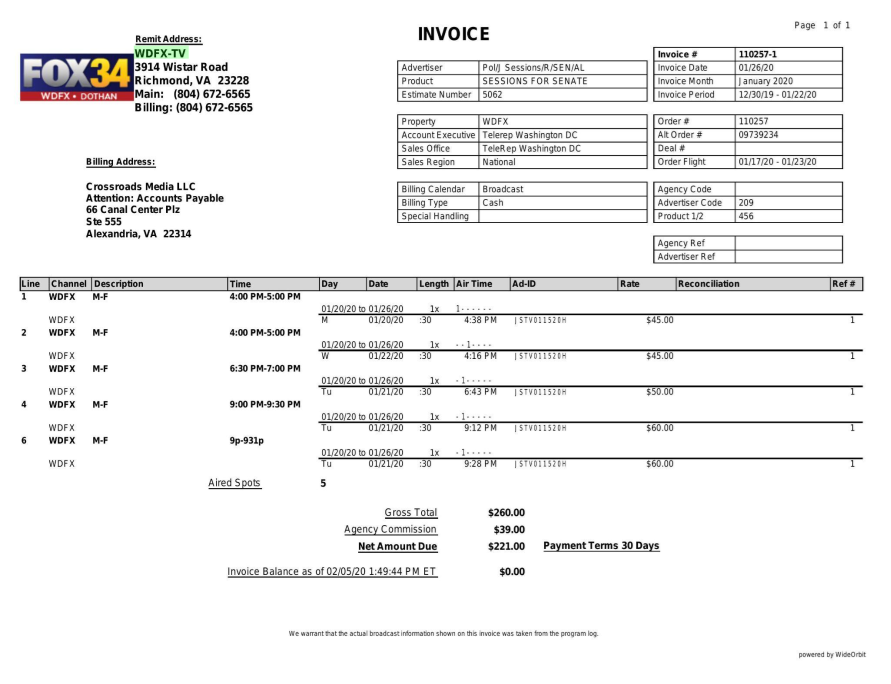 Page 1 of 1
INVOICE
Remit Address:
WDFX-TV
3914 Wistar Road
Richmond, VA 23228
Main: (804) 672-6565
Billing: (804) 672-6565
FOX34
WDFX • DOTHAN
Invoice # 110257-1
Invoice Date 01/26/20
Invoice Month January 2020
Invoice Period 12/30/19 - 01/22/20
Advertiser Pol/J Sessions/R/SEN/AL
Product SESSIONS FOR SENATE
Estimate Number 5062
Property WDFX
Account Executive Telerep Washington DC
Sales Office TeleRep Washington DC
Sales Region National
Order # 110257
Alt Order # 09739234
Deal #
Order Flight 01/17/20 - 01/23/20
Billing Address:
Crossroads Media LLC
Attention: Accounts Payable
66 Canal Center Plz
Ste 555
Alexandria, VA 22314
Billing Calendar Broadcast
Billing Type Cash
Special Handling
Agency Code
Advertiser Code 209
Product 1/2 456
Agency Ref
Advertiser Ref
Line Channel Description Time Day Date Length Air Time Ad-ID Rate Reconciliation Ref #
1 WDFX M-F 4:00 PM-5:00 PM
01/20/20 to 01/26/20 1x 1------
WDFX M 01/20/20 :30 4:38 PM JSTV011520H $45.00 1
2 WDFX M-F 4:00 PM-5:00 PM
01/20/20 to 01/26/20 1x --1----
WDFX W 01/22/20 :30 4:16 PM JSTV011520H $45.00 1
3 WDFX M-F 6:30 PM-7:00 PM
01/20/20 to 01/26/20 1x -1-----
WDFX Tu 01/21/20 :30 6:43 PM JSTV011520H $50.00 1
4 WDFX M-F 9:00 PM-9:30 PM
01/20/20 to 01/26/20 1x -1-----
WDFX Tu 01/21/20 :30 9:12 PM JSTV011520H $60.00 1
6 WDFX M-F 9p-931p
01/20/20 to 01/26/20 1x -1-----
WDFX Tu 01/21/20 :30 9:28 PM JSTV011520H $60.00 1
Aired Spots 5
Gross Total $260.00
Agency Commission $39.00
Net Amount Due $221.00 Payment Terms 30 Days
Invoice Balance as of 02/05/20 1:49:44 PM ET $0.00
We warrant that the actual broadcast information shown on this invoice was taken from the program log.
powered by WideOrbit